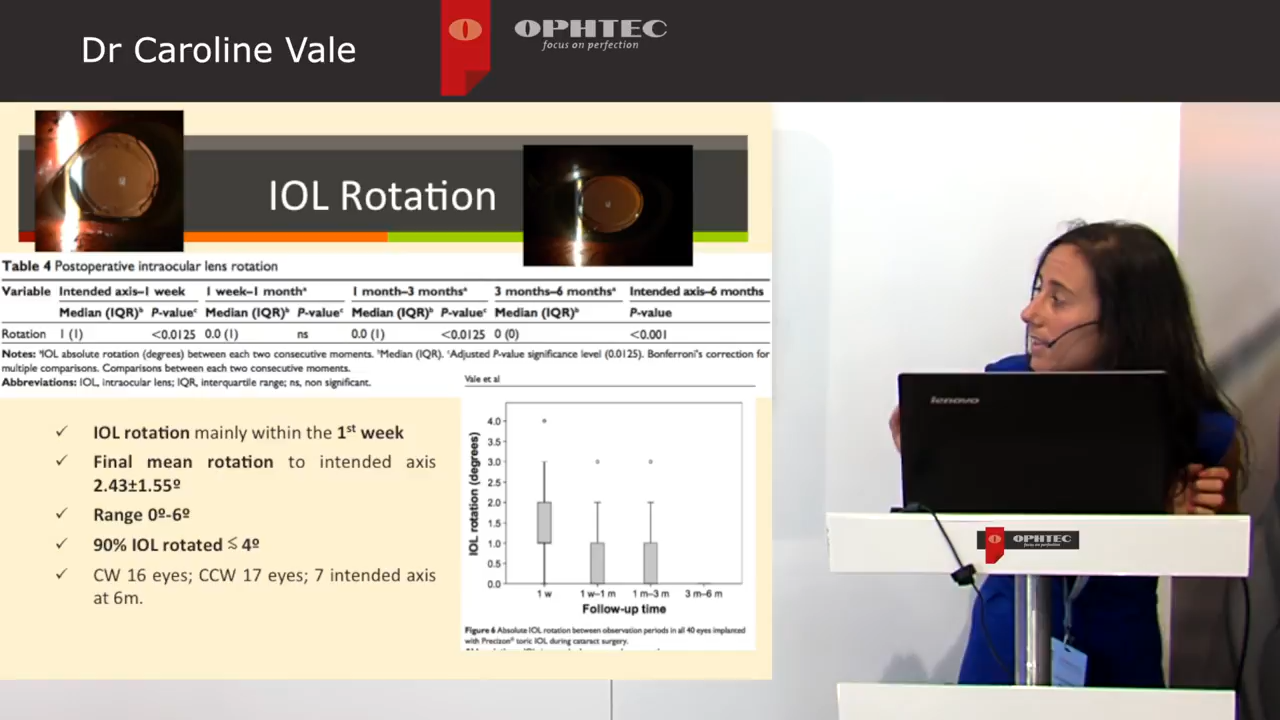 Dr Caroline Vale
OPHTEC
focus on perfection
IOL Rotation
Table 4 Postoperative intraocular lens rotation
Variable Intended axis–1 week 1 week–1 monthª 1 month–3 monthsª 3 months–6 monthsª Intended axis–6 months
Median (IQR)ᵇ P-valueᶜ Median (IQR)ᵇ P-valueᶜ Median (IQR)ᵇ P-valueᶜ Median (IQR)ᵇ P-value
Rotation 1 (1) <0.0125 0.0 (1) ns 0.0 (1) <0.0125 0 (0) <0.001
Notes: ªIOL absolute rotation (degrees) between each two consecutive moments. ᵇMedian (IQR). ᶜAdjusted P-value significance level (0.0125). Bonferroni's correction for
multiple comparisons. Comparisons between each two consecutive moments.
Abbreviations: IOL, intraocular lens; IQR, interquartile range; ns, non significant.
Vale et al
✓ IOL rotation mainly within the 1st week
✓ Final mean rotation to intended axis
2.43±1.55º
✓ Range 0º-6º
✓ 90% IOL rotated ≤ 4º
✓ CW 16 eyes; CCW 17 eyes; 7 intended axis
at 6m.
IOL rotation (degrees)
4.0
3.5
3.0
2.5
2.0
1.5
1.0
0.5
0.0
1 w 1 w–1 m 1 m–3 m 3 m–6 m
Follow-up time
Figure 6 Absolute IOL rotation between observation periods in all 40 eyes implanted
with Precizon® toric IOL during cataract surgery.
lenovo
OPHTEC
focus on perfection